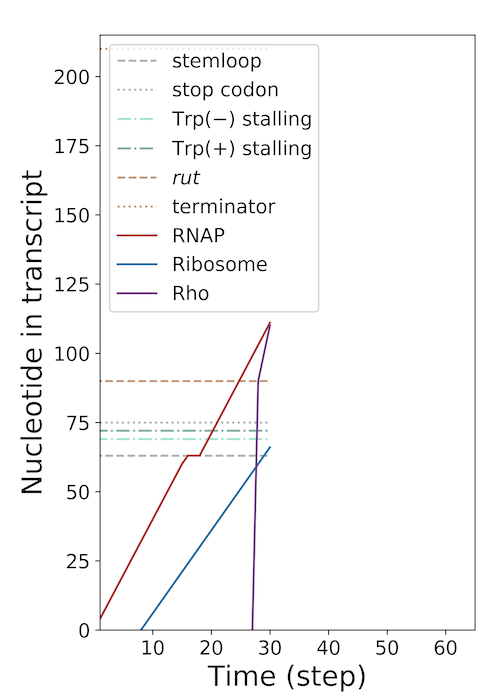 200
175
150
125
100
75
50
25
0
Nucleotide in transcript
stemloop
stop codon
Trp(−) stalling
Trp(+) stalling
rut
terminator
RNAP
Ribosome
Rho
10 20 30 40 50 60
Time (step)